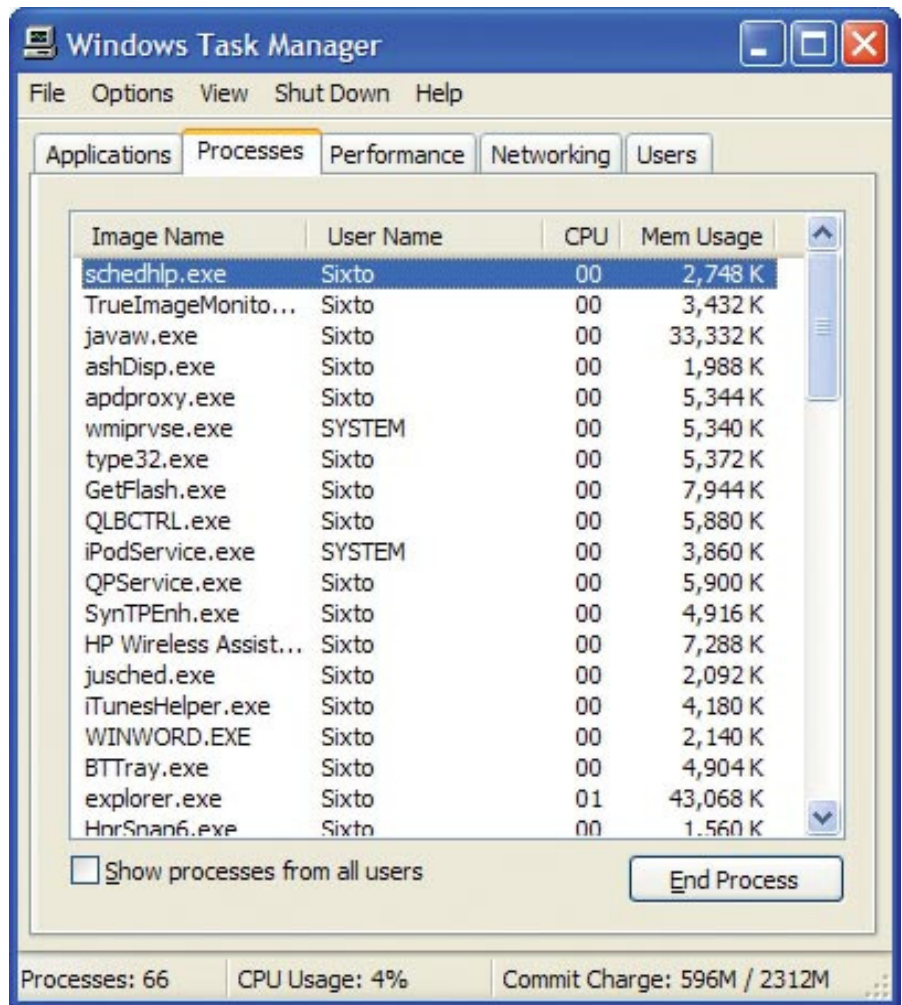 Windows Task Manager
File Options View Shut Down Help
Applications Processes Performance Networking Users
Image Name User Name CPU Mem Usage
schedhlp.exe Sixto 00 2,748 K
TrueImageMonito... Sixto 00 3,432 K
javaw.exe Sixto 00 33,332 K
ashDisp.exe Sixto 00 1,988 K
apdproxy.exe Sixto 00 5,344 K
wmiprvse.exe SYSTEM 00 5,340 K
type32.exe Sixto 00 5,372 K
GetFlash.exe Sixto 00 7,944 K
QLBCTRL.exe Sixto 00 5,880 K
iPodService.exe SYSTEM 00 3,860 K
QPService.exe Sixto 00 5,900 K
SynTPEnh.exe Sixto 00 4,916 K
HP Wireless Assist... Sixto 00 7,288 K
jusched.exe Sixto 00 2,092 K
iTunesHelper.exe Sixto 00 4,180 K
WINWORD.EXE Sixto 00 2,140 K
BTTray.exe Sixto 00 4,904 K
explorer.exe Sixto 01 43,068 K
HprSnap6.exe Sixto 00 1,560 K
Show processes from all users End Process
Processes: 66 CPU Usage: 4% Commit Charge: 596M / 2312M